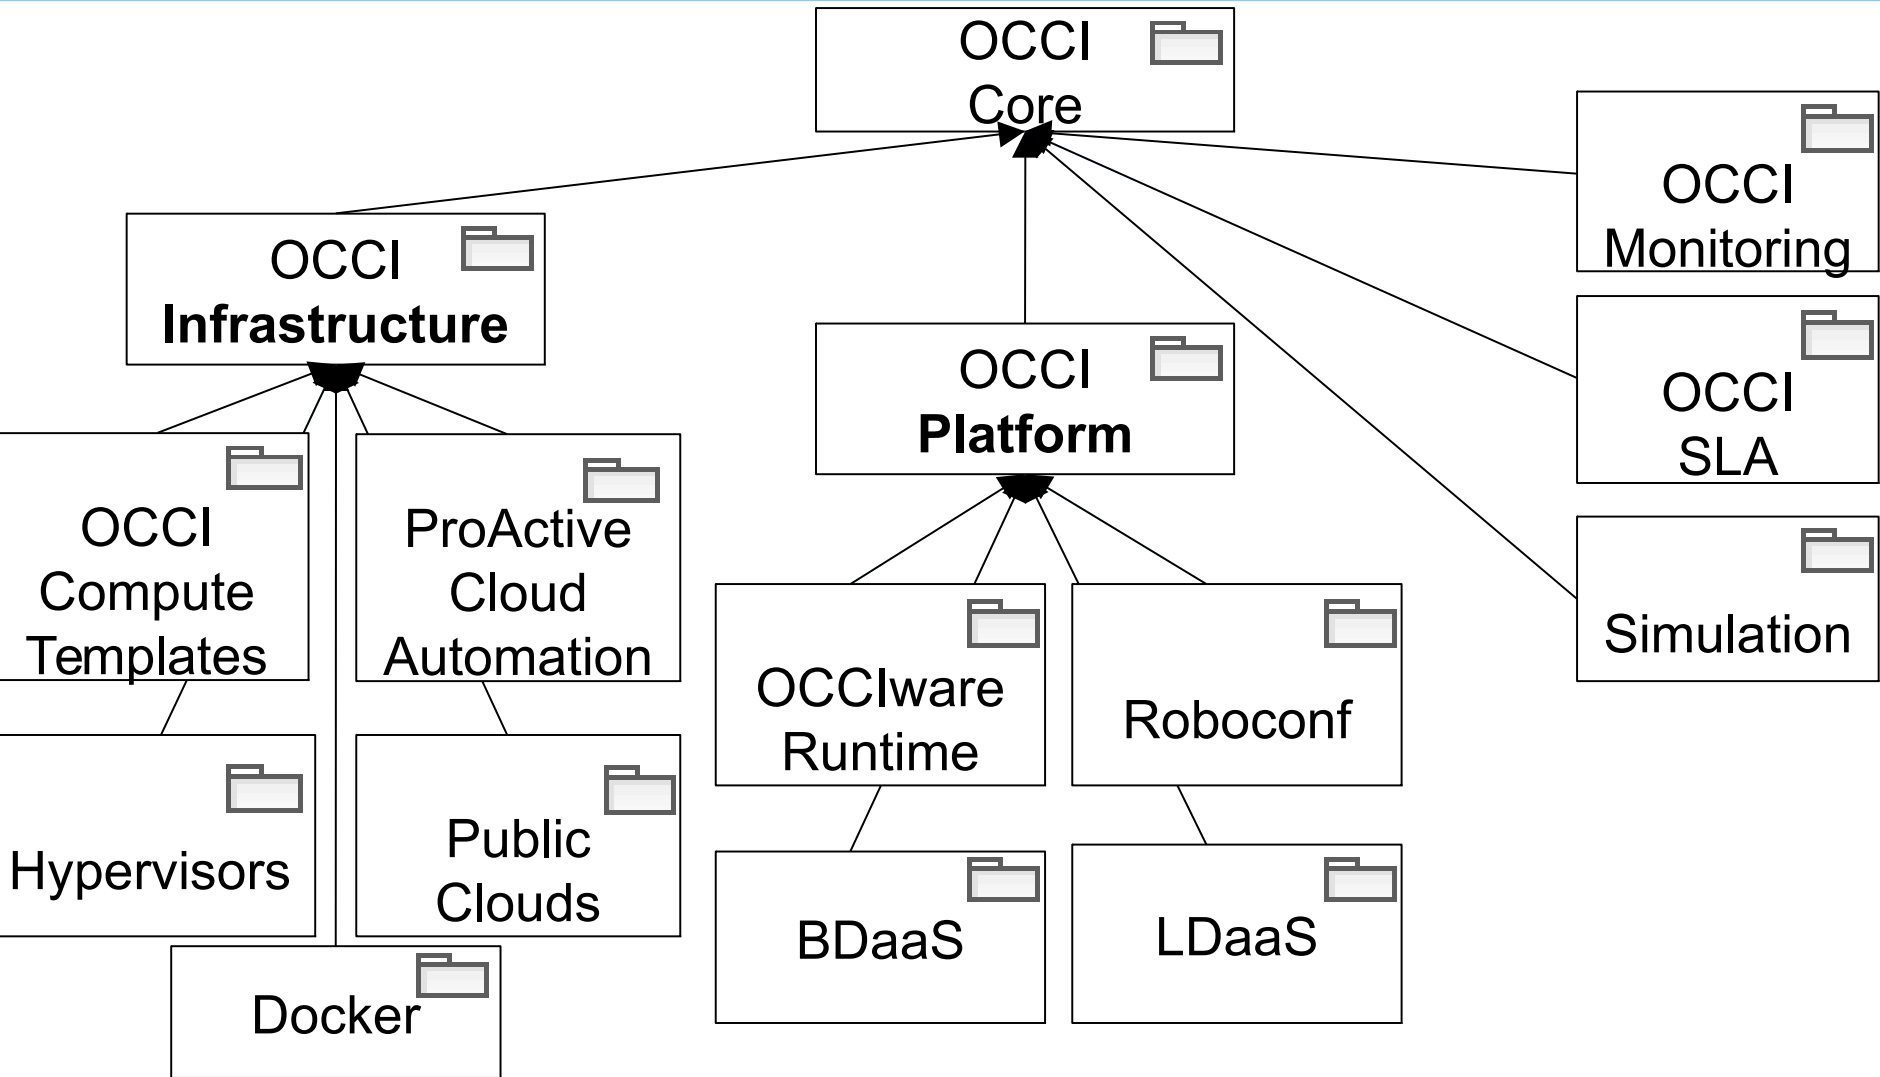 OCCI
Core
OCCI
Monitoring
OCCI
Infrastructure
OCCI
Platform
OCCI
SLA
OCCI
Compute
Templates
ProActive
Cloud
Automation
Simulation
OCCIware
Runtime
Roboconf
Hypervisors
Public
Clouds
BDaaS
LDaaS
Docker